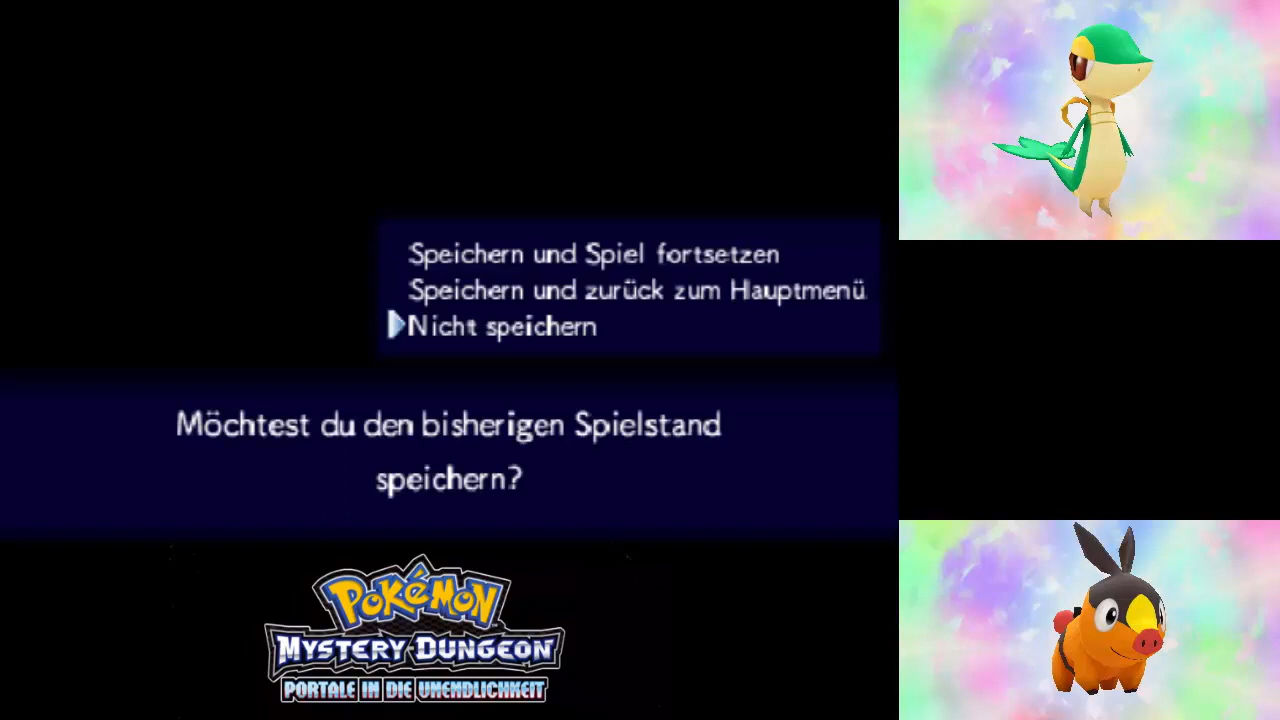 Speichern und Spiel fortsetzen
Speichern und zurück zum Hauptmenü
Nicht speichern
Möchtest du den bisherigen Spielstand
speichern?
POKÉMON
MYSTERY DUNGEON
PORTALE IN DIE UNENDLICHKEIT